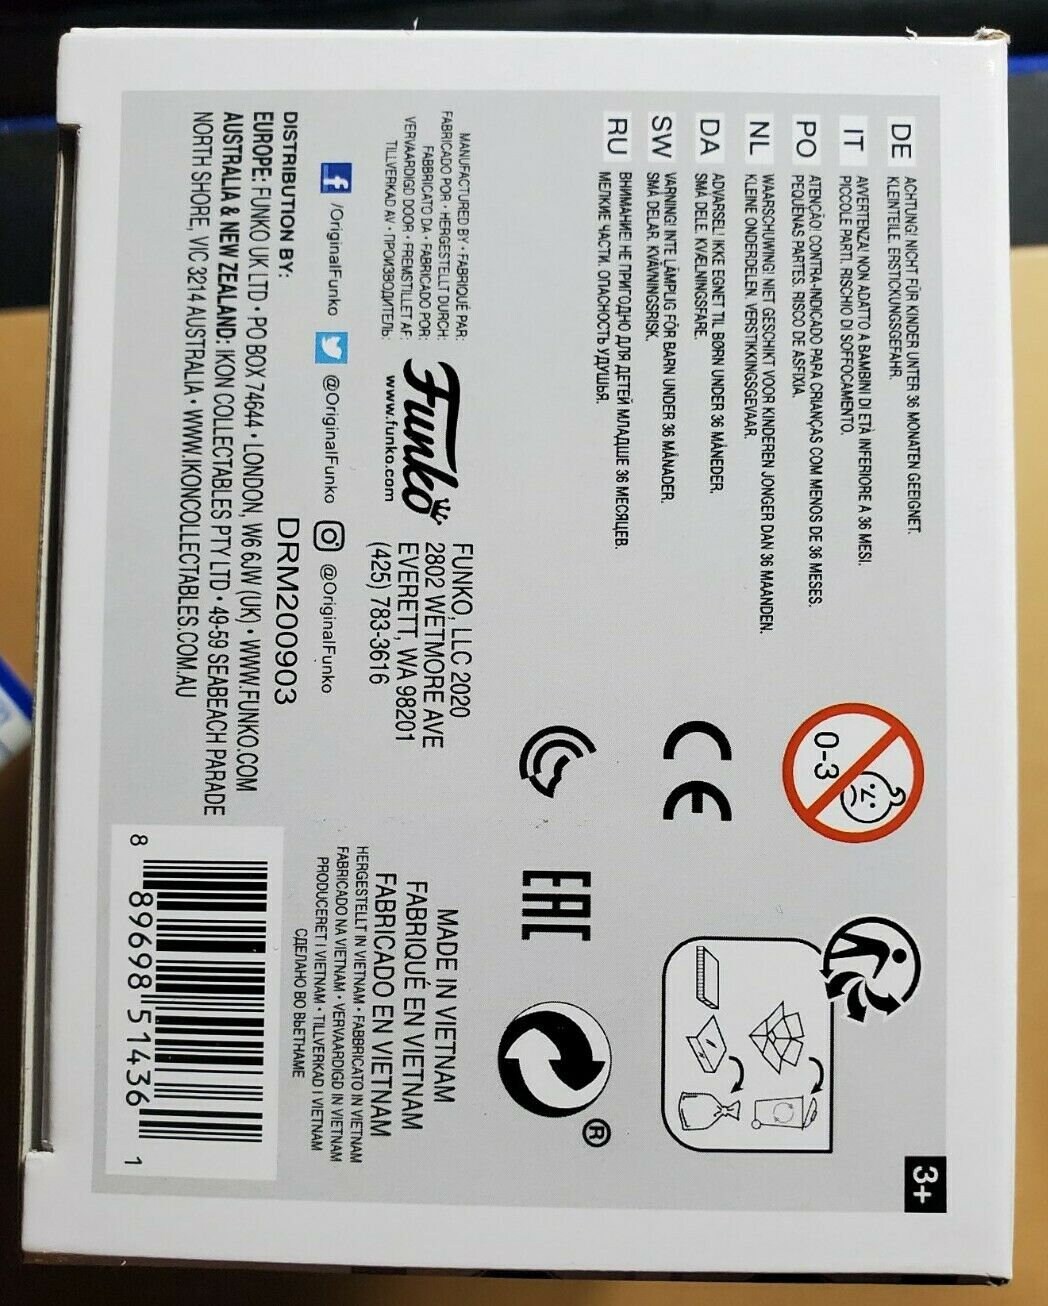 DE ACHTUNG! NICHT FÜR KINDER UNTER 36 MONATEN GEEIGNET.
KLEINTEILE. ERSTICKUNGSGEFAHR.
IT AVVERTENZA! NON ADATTO A BAMBINI DI ETÀ INFERIORE A 36 MESI.
PICCOLE PARTI. RISCHIO DI SOFFOCAMENTO.
PO ATENÇÃO! CONTRA-INDICADO PARA CRIANÇAS COM MENOS DE 36 MESES.
PEQUENAS PARTES. RISCO DE ASFIXIA.
NL WAARSCHUWING! NIET GESCHIKT VOOR KINDEREN JONGER DAN 36 MAANDEN.
KLEINE ONDERDELEN. VERSTIKKINGSGEVAAR.
DA ADVARSEL! IKKE EGNET TIL BØRN UNDER 36 MÅNEDER.
SMÅ DELE. KVÆLNINGSFARE.
SW VARNING! INTE LÄMPLIG FÖR BARN UNDER 36 MÅNADER.
SMÅ DELAR. KVÄVNINGSRISK.
RU ВНИМАНИЕ! НЕ ПРИГОДНО ДЛЯ ДЕТЕЙ МЛАДШЕ 36 МЕСЯЦЕВ.
МЕЛКИЕ ЧАСТИ. ОПАСНОСТЬ УДУШЬЯ.
3+
0-3
CE
EAC
®
MANUFACTURED BY • FABRIQUÉ PAR:
FABRICADO POR • HERGESTELLT DURCH:
FABBRICATO DA • FABRICADO POR:
VERVAARDIGD DOOR • FREMSTILLET AF:
TILLVERKAD AV • ПРОИЗВОДИТЕЛЬ:
Funko
www.funko.com
FUNKO, LLC 2020
2802 WETMORE AVE
EVERETT, WA 98201
(425) 783-3616
f /OriginalFunko @OriginalFunko @OriginalFunko
DRM200903
DISTRIBUTION BY:
EUROPE: FUNKO UK LTD • PO BOX 74644 • LONDON, W6 6JW (UK) • WWW.FUNKO.COM
AUSTRALIA & NEW ZEALAND: IKON COLLECTABLES PTY LTD • 49-59 SEABEACH PARADE
NORTH SHORE, VIC 3214 AUSTRALIA • WWW.IKONCOLLECTABLES.COM.AU
MADE IN VIETNAM
FABRIQUÉ EN VIETNAM
FABRICADO EN VIETNAM
HERGESTELLT IN VIETNAM • FABBRICATO IN VIETNAM
FABRICADO NA VIETNAM • VERVAARDIGD IN VIETNAM
PRODUCERET I VIETNAM • TILLVERKAD I VIETNAM
СДЕЛАНО ВО ВЬЕТНАМЕ
8 89698 51436 1